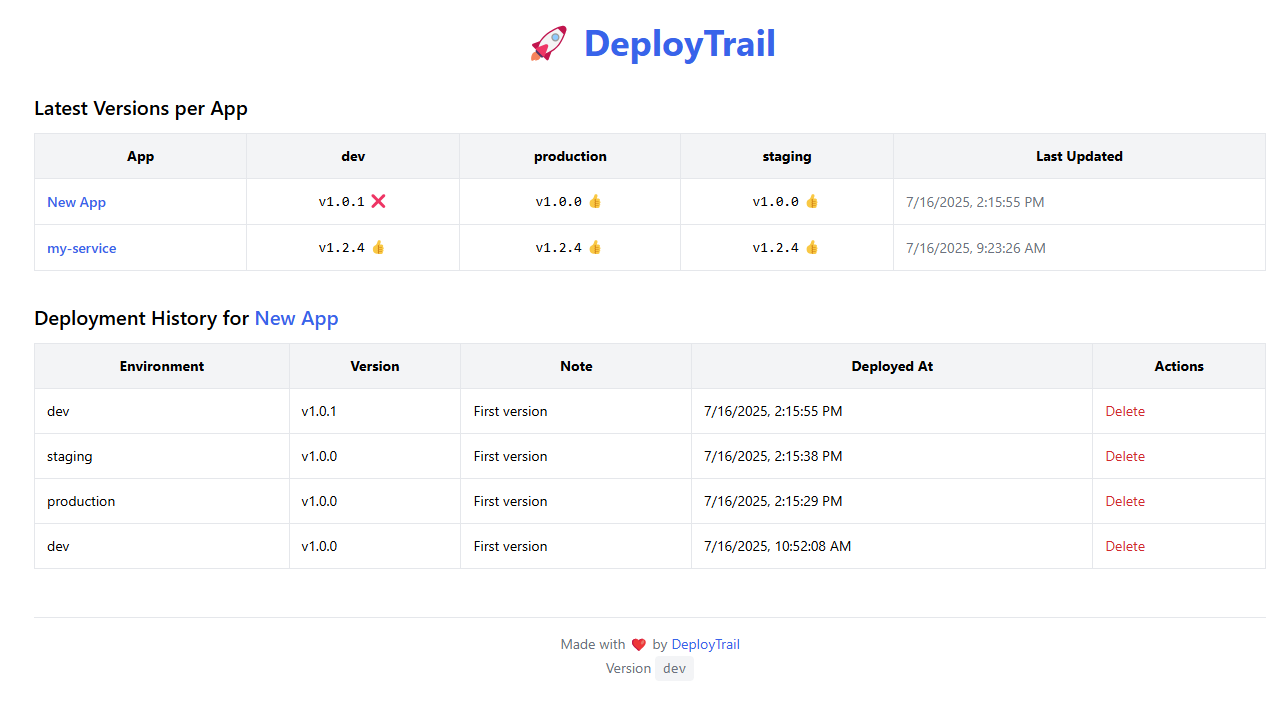 🚀 DeployTrail
Latest Versions per App
App dev production staging Last Updated
New App v1.0.1 ❌ v1.0.0 👍 v1.0.0 👍 7/16/2025, 2:15:55 PM
my-service v1.2.4 👍 v1.2.4 👍 v1.2.4 👍 7/16/2025, 9:23:26 AM
Deployment History for New App
Environment Version Note Deployed At Actions
dev v1.0.1 First version 7/16/2025, 2:15:55 PM Delete
staging v1.0.0 First version 7/16/2025, 2:15:38 PM Delete
production v1.0.0 First version 7/16/2025, 2:15:29 PM Delete
dev v1.0.0 First version 7/16/2025, 10:52:08 AM Delete
Made with ❤️ by DeployTrail
Version dev